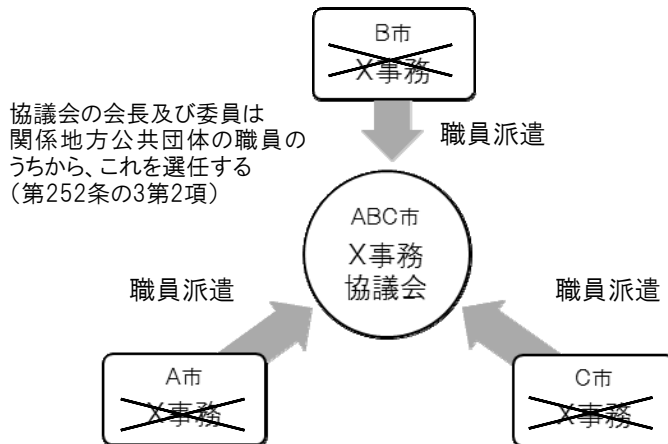 B市
X事務
協議会の会長及び委員は
関係地方公共団体の職員の
うちから、これを選任する
(第252条の3第2項)
職員派遣
ABC市
X事務
協議会
職員派遣
職員派遣
A市
X事務
C市
X事務